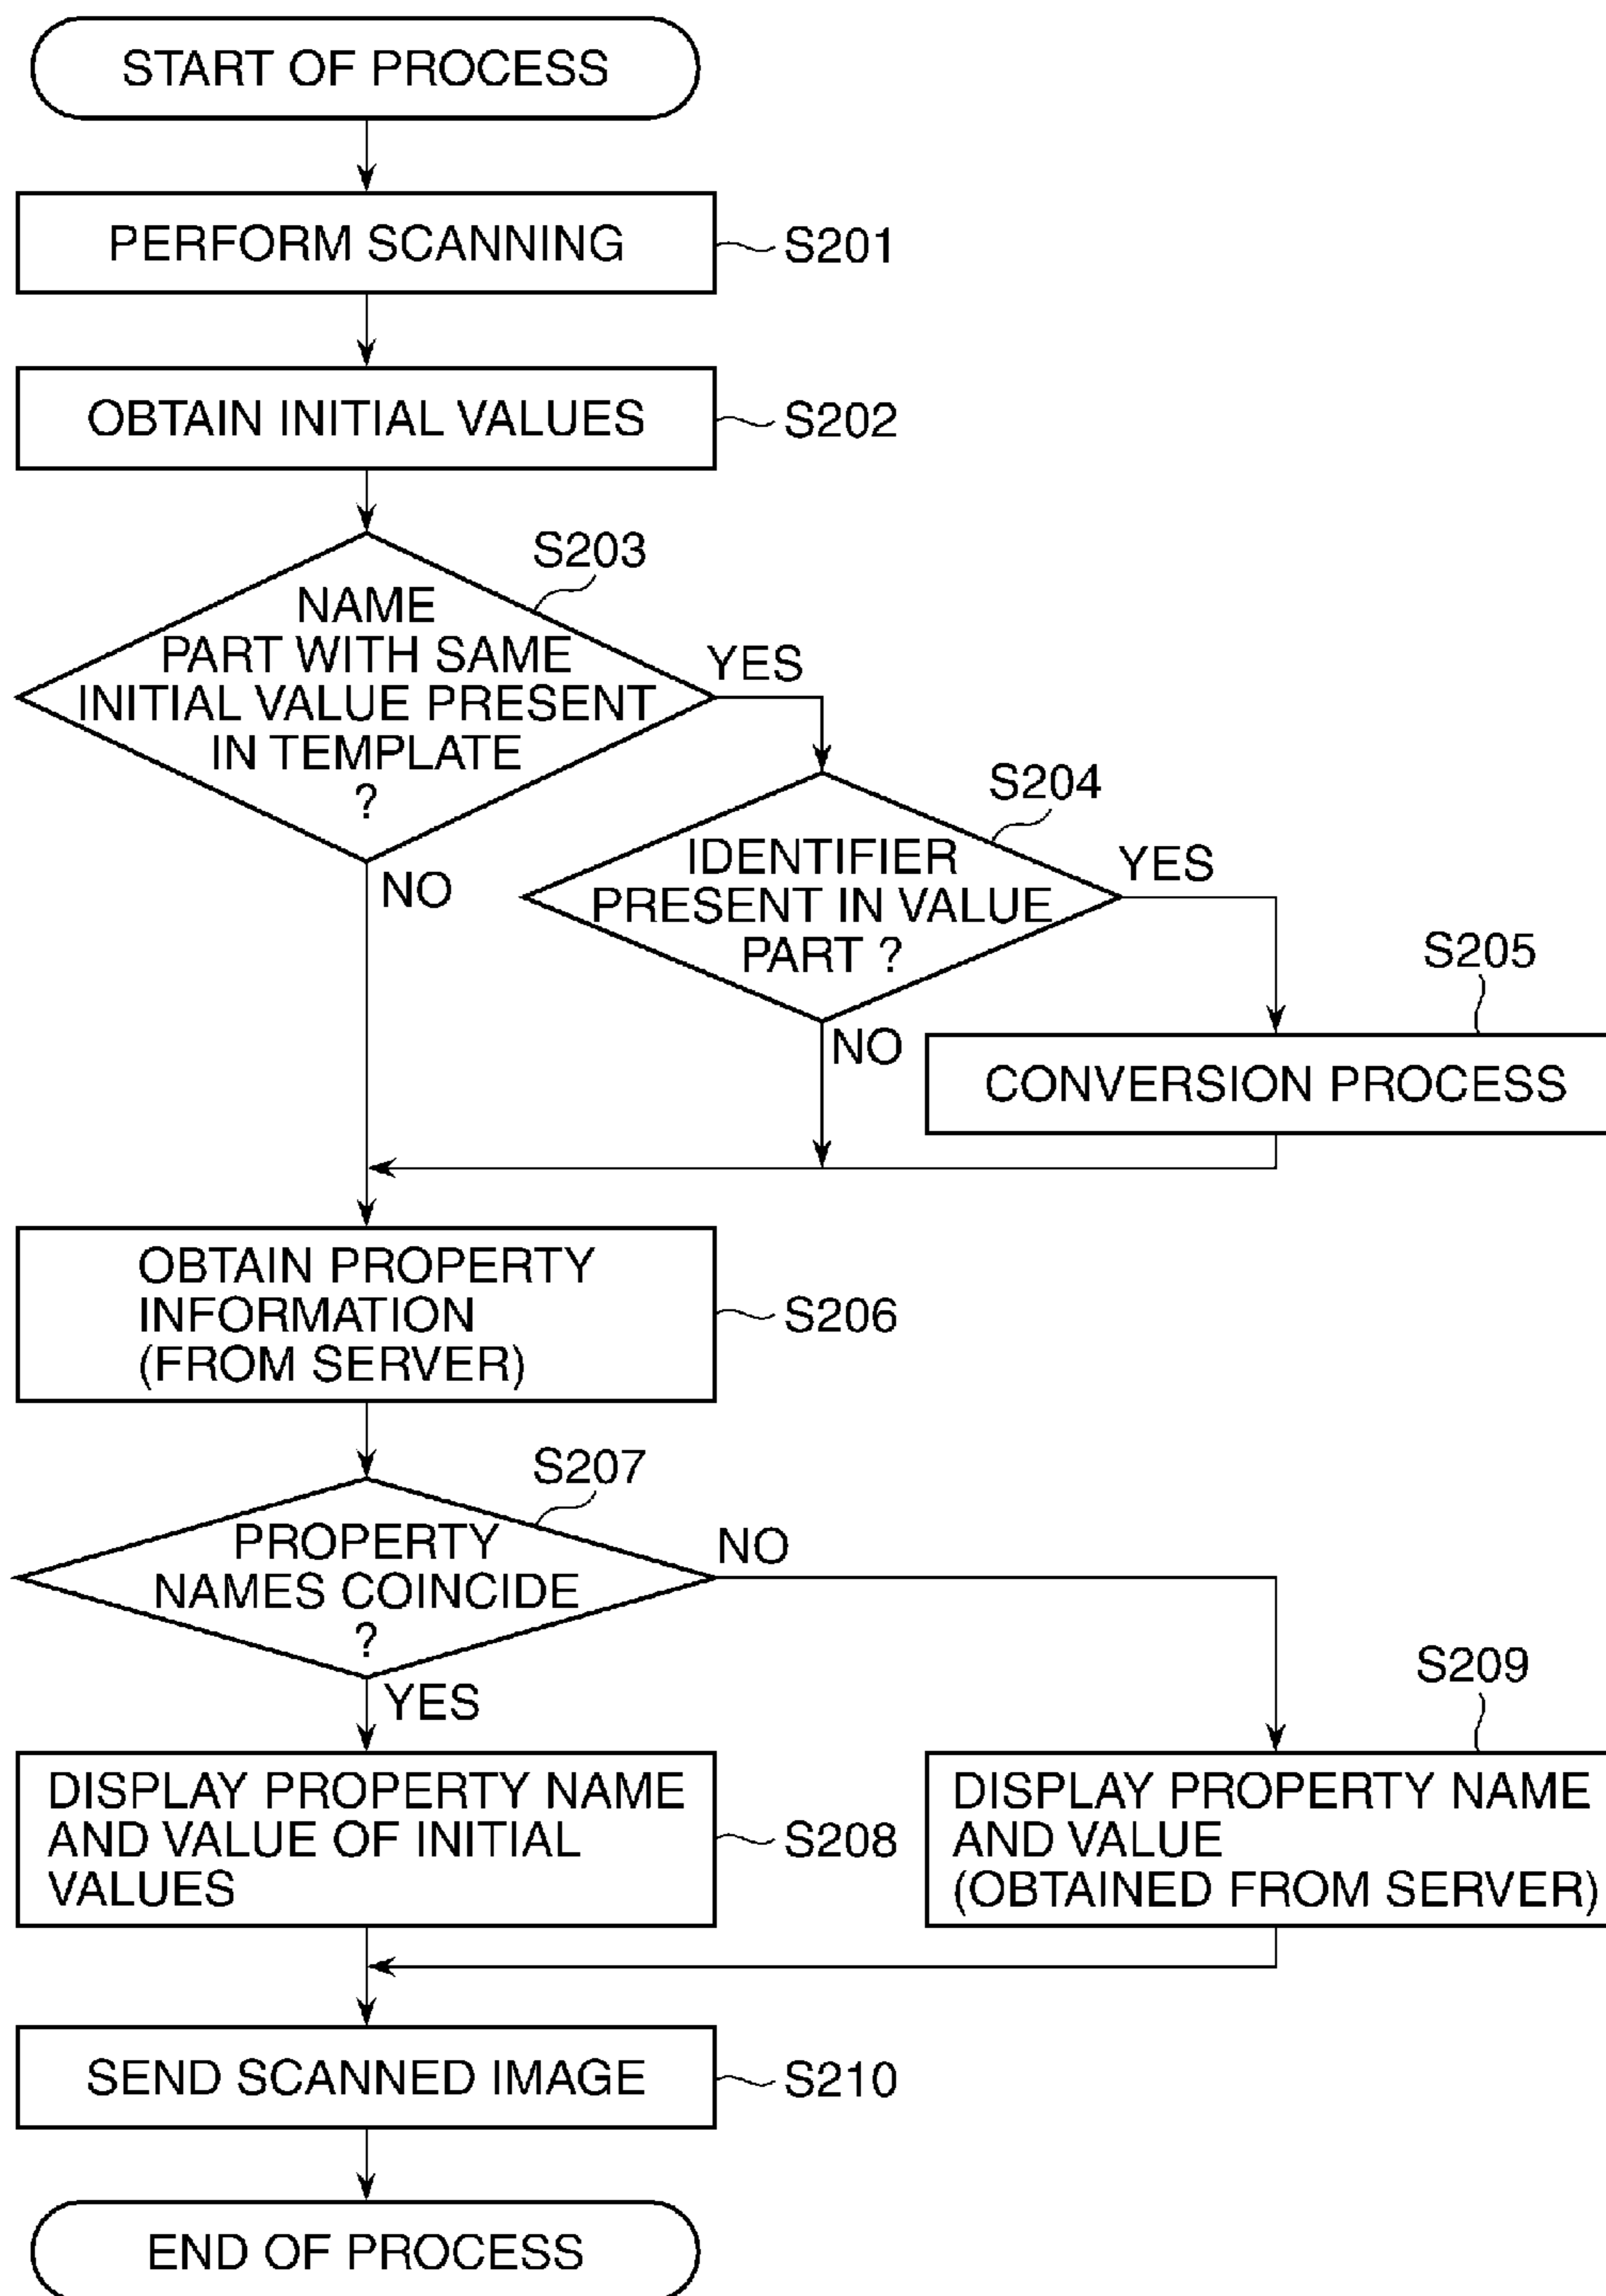 START OF PROCESS
PERFORM SCANNING
S201
OBTAIN INITIAL VALUES
S202
S203
NAME
PART WITH SAME
INITIAL VALUE PRESENT
IN TEMPLATE
?
YES
NO
S204
IDENTIFIER
PRESENT IN VALUE
PART ?
YES
NO
S205
CONVERSION PROCESS
OBTAIN PROPERTY
INFORMATION
(FROM SERVER)
S206
S207
PROPERTY
NAMES COINCIDE
?
NO
YES
DISPLAY PROPERTY NAME
AND VALUE OF INITIAL
VALUES
S208
S209
DISPLAY PROPERTY NAME
AND VALUE
(OBTAINED FROM SERVER)
SEND SCANNED IMAGE
S210
END OF PROCESS